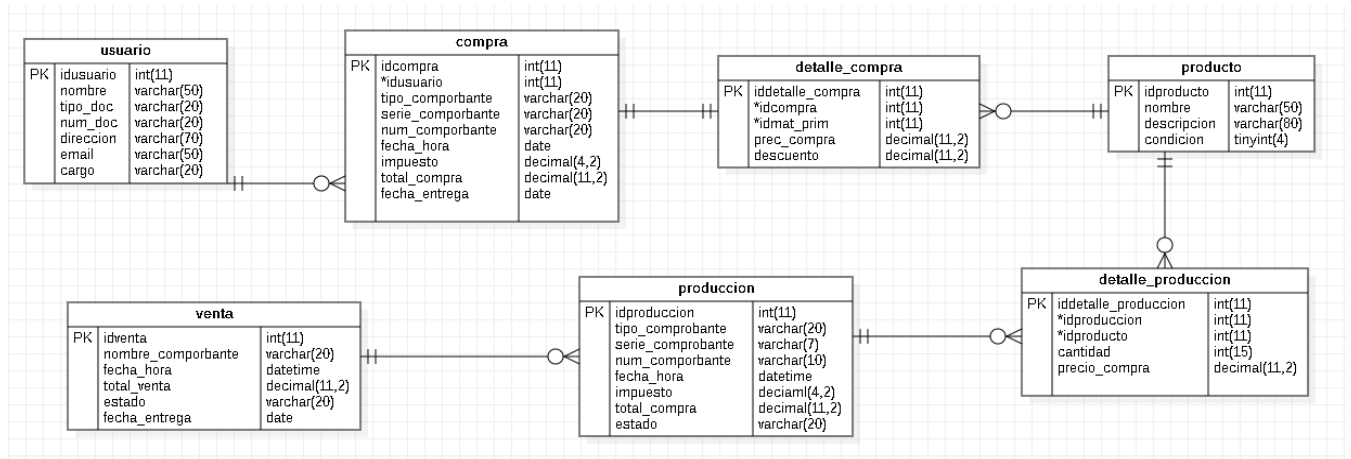 usuario
PK idusuario int(11)
nombre varchar(50)
tipo_doc varchar(20)
num_doc varchar(20)
direccion varchar(70)
email varchar(50)
cargo varchar(20)
compra
PK idcompra int(11)
*idusuario int(11)
tipo_comporbante varchar(20)
serie_comporbante varchar(20)
num_comporbante varchar(20)
fecha_hora date
impuesto decimal(4,2)
total_compra decimal(11,2)
fecha_entrega date
detalle_compra
PK iddetalle_compra int(11)
*idcompra int(11)
*idmat_prim int(11)
prec_compra decimal(11,2)
descuento decimal(11,2)
producto
PK idproducto int(11)
nombre varchar(50)
descripcion varchar(80)
condicion tinyint(4)
venta
PK idventa int(11)
nombre_comporbante varchar(20)
fecha_hora datetime
total_venta decimal(11,2)
estado varchar(20)
fecha_entrega date
produccion
PK idproduccion int(11)
tipo_comprobante varchar(20)
serie_comprobante varchar(7)
num_comporbante varchar(10)
fecha_hora datetime
impuesto deciaml(4,2)
total_compra decimal(11,2)
estado varchar(20)
detalle_produccion
PK iddetalle_produccion int(11)
*idproduccion int(11)
*idproducto int(11)
cantidad int(15)
precio_compra decimal(11,2)